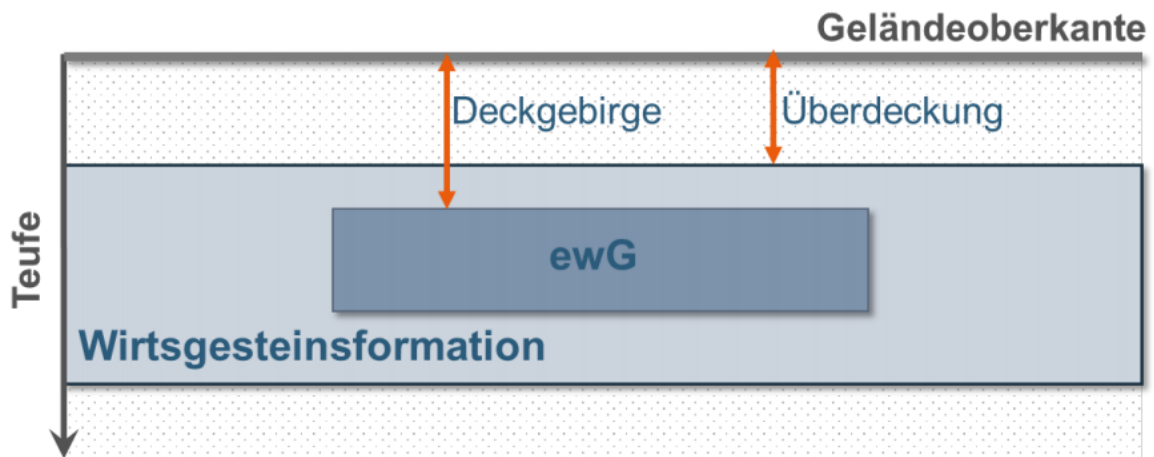 Geländeoberkante
Deckgebirge
Überdeckung
Teufe
ewG
Wirtsgesteinsformation